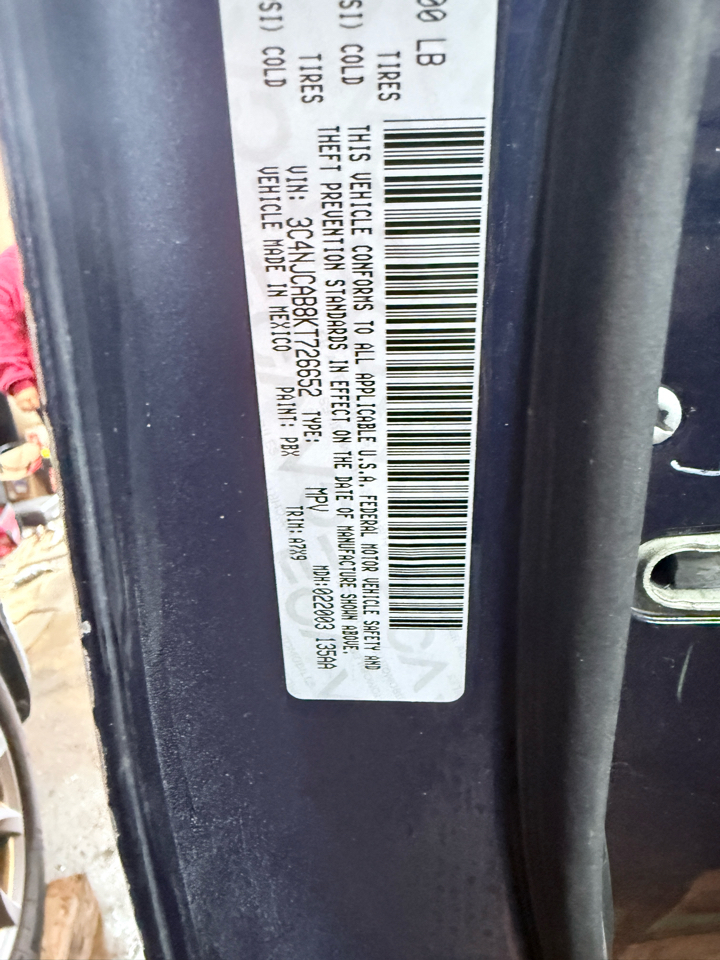 00 LB
TIRES
SI) COLD
TIRES
SI) COLD
THIS VEHICLE CONFORMS TO ALL APPLICABLE U.S.A. FEDERAL MOTOR VEHICLE SAFETY AND
THEFT PREVENTION STANDARDS IN EFFECT ON THE DATE OF MANUFACTURE SHOWN ABOVE.
VIN: 3C4NJCAB8KT726652 TYPE: MPV MDH:022003 135AA
VEHICLE MADE IN MEXICO PAINT: PBX TRIM: A7X9